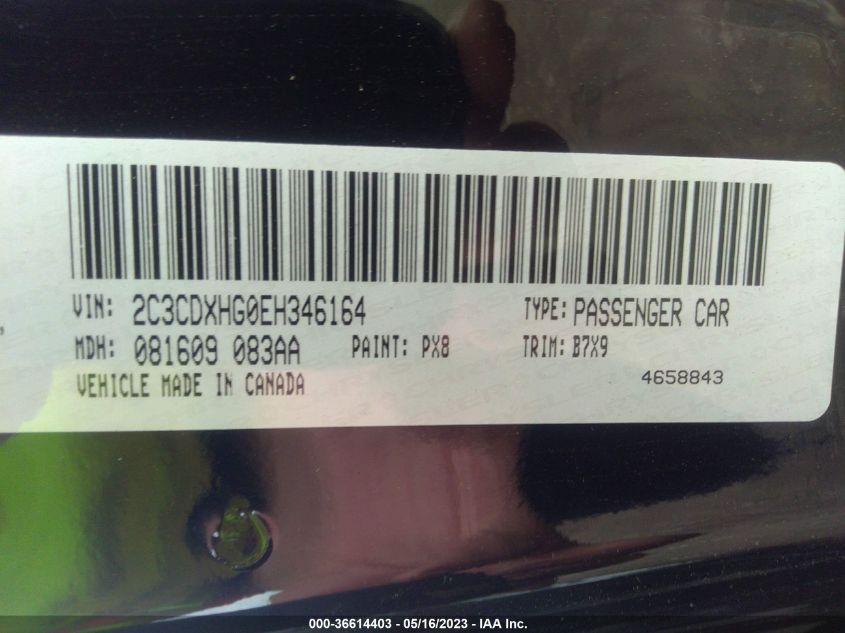 VIN: 2C3CDXHG0EH346164 TYPE: PASSENGER CAR
MDH: 081609 083AA PAINT: PX8 TRIM: B7X9
VEHICLE MADE IN CANADA 4658843
000-36614403 - 05/16/2023 - IAA Inc.